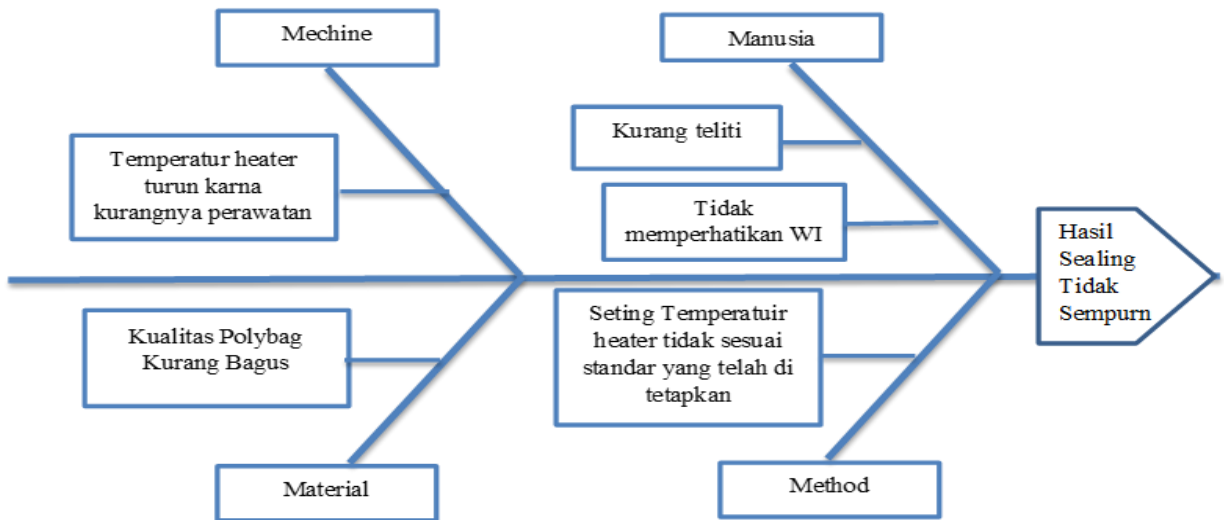 Mechine
Manusia
Temperatur heater
turun karna
kurangnya perawatan
Kurang teliti
Tidak
memperhatikan WI
Hasil
Sealing
Tidak
Sempurn
Kualitas Polybag
Kurang Bagus
Seting Temperatuir
heater tidak sesuai
standar yang telah di
tetapkan
Material
Method